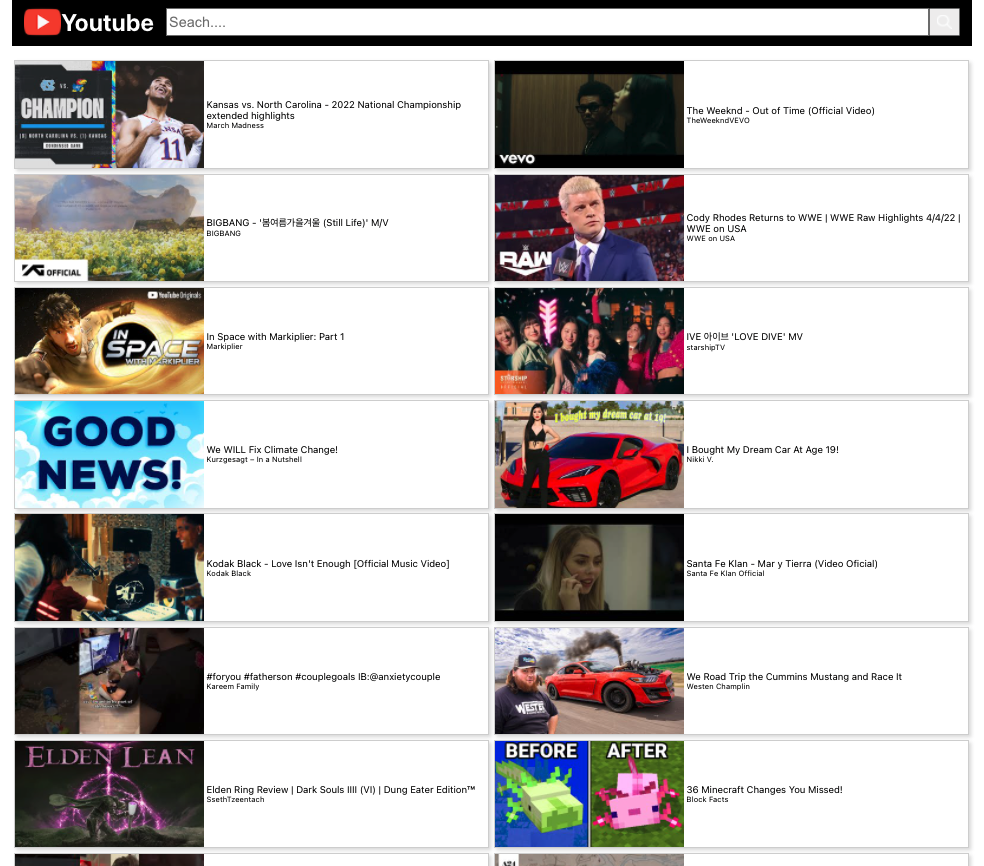 Youtube
Seach....
VS.
CHAMPION
(8) NORTH CAROLINA VS. (1) KANSAS
CONDENSED GAME
KANSAS
11
Kansas vs. North Carolina - 2022 National Championship
extended highlights
March Madness
vevo
The Weeknd - Out of Time (Official Video)
TheWeekndVEVO
YG OFFICIAL
BIGBANG - '봄여름가을겨울 (Still Life)' M/V
BIGBANG
RAW
Cody Rhodes Returns to WWE | WWE Raw Highlights 4/4/22 |
WWE on USA
WWE on USA
YouTube Originals
IN
SPACE
WITH MARKIPLIER
In Space with Markiplier: Part 1
Markiplier
STARSHIP
IVE 아이브 'LOVE DIVE' MV
starshipTV
GOOD
NEWS!
We WILL Fix Climate Change!
Kurzgesagt – In a Nutshell
I bought my dream car at 19!
I Bought My Dream Car At Age 19!
Nikki V.
Kodak Black - Love Isn't Enough [Official Music Video]
Kodak Black
Santa Fe Klan - Mar y Tierra (Video Oficial)
Santa Fe Klan Official
#foryou #fatherson #couplegoals IB:@anxietycouple
Kareem Family
We Road Trip the Cummins Mustang and Race It
Westen Champlin
ELDEN LEAN
Elden Ring Review | Dark Souls IIII (VI) | Dung Eater Edition™
SsethTzeentach
BEFORE
AFTER
36 Minecraft Changes You Missed!
Block Facts